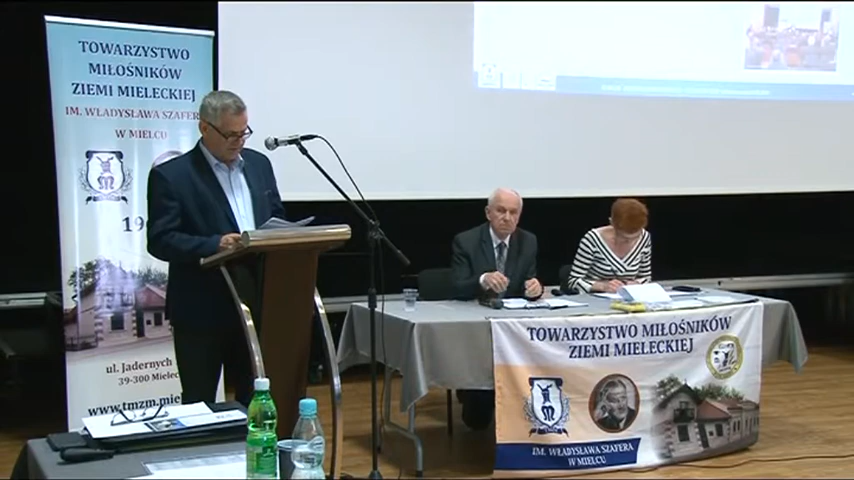 TOWARZYSTWO
MIŁOŚNIKÓW
ZIEMI MIELECKIEJ
IM. WŁADYSŁAWA SZAFERA
W MIELCU
19
ul. Jadernych
39-300 Mielec
www.tmzm.mie
TOWARZYSTWO MIŁOŚNIKÓW
ZIEMI MIELECKIEJ
IM. WŁADYSŁAWA SZAFERA
W MIELCU